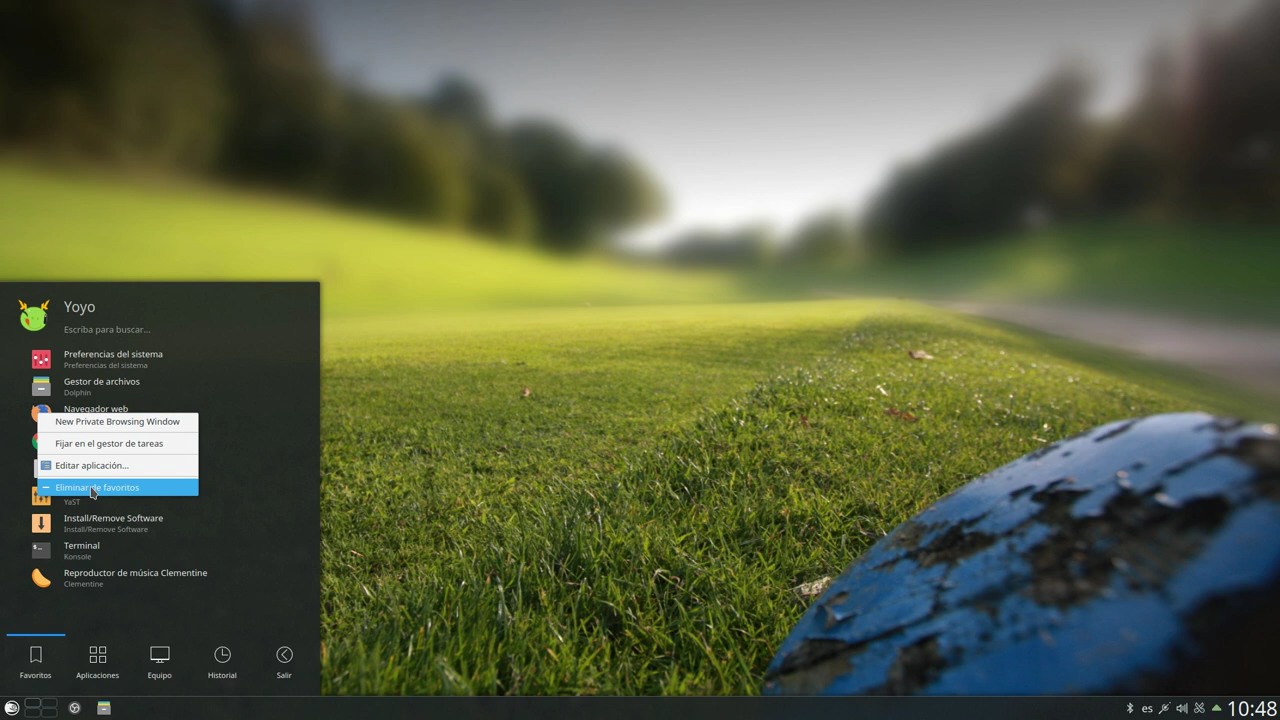 Yoyo
Escriba para buscar...
Preferencias del sistema
Preferencias del sistema
Gestor de archivos
Dolphin
Navegador web
New Private Browsing Window
Fijar en el gestor de tareas
Editar aplicación...
Eliminar de favoritos
YaST
Install/Remove Software
Install/Remove Software
Terminal
Konsole
Reproductor de música Clementine
Clementine
Favoritos
Aplicaciones
Equipo
Historial
Salir
es
10:48